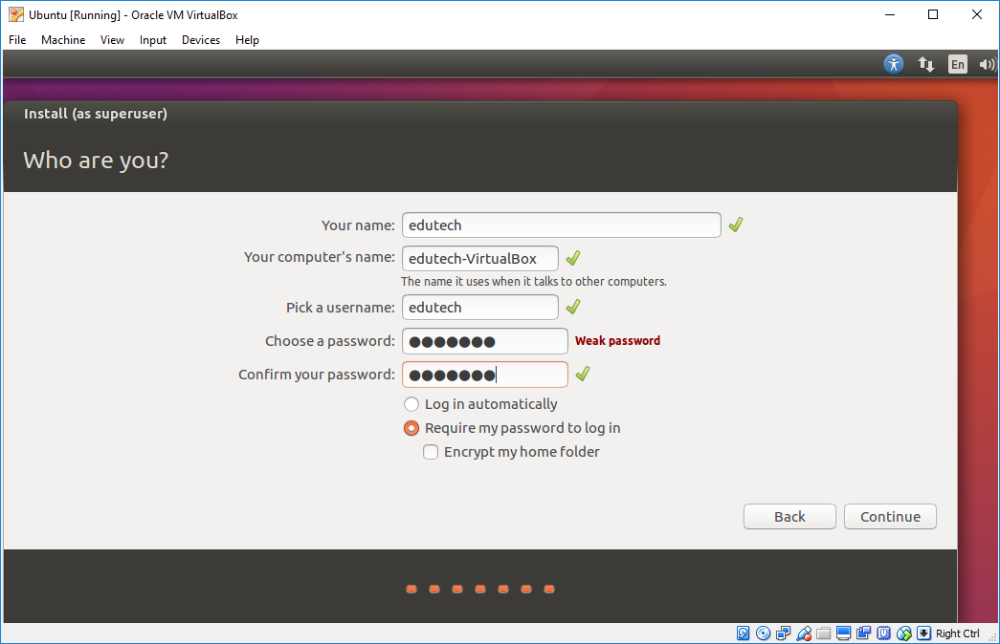 Ubuntu [Running] - Oracle VM VirtualBox
File Machine View Input Devices Help
En
Install (as superuser)
Who are you?
Your name: edutech
Your computer's name: edutech-VirtualBox
The name it uses when it talks to other computers.
Pick a username: edutech
Choose a password: ●●●●●●● Weak password
Confirm your password: ●●●●●●●
Log in automatically
Require my password to log in
Encrypt my home folder
Back Continue
Right Ctrl